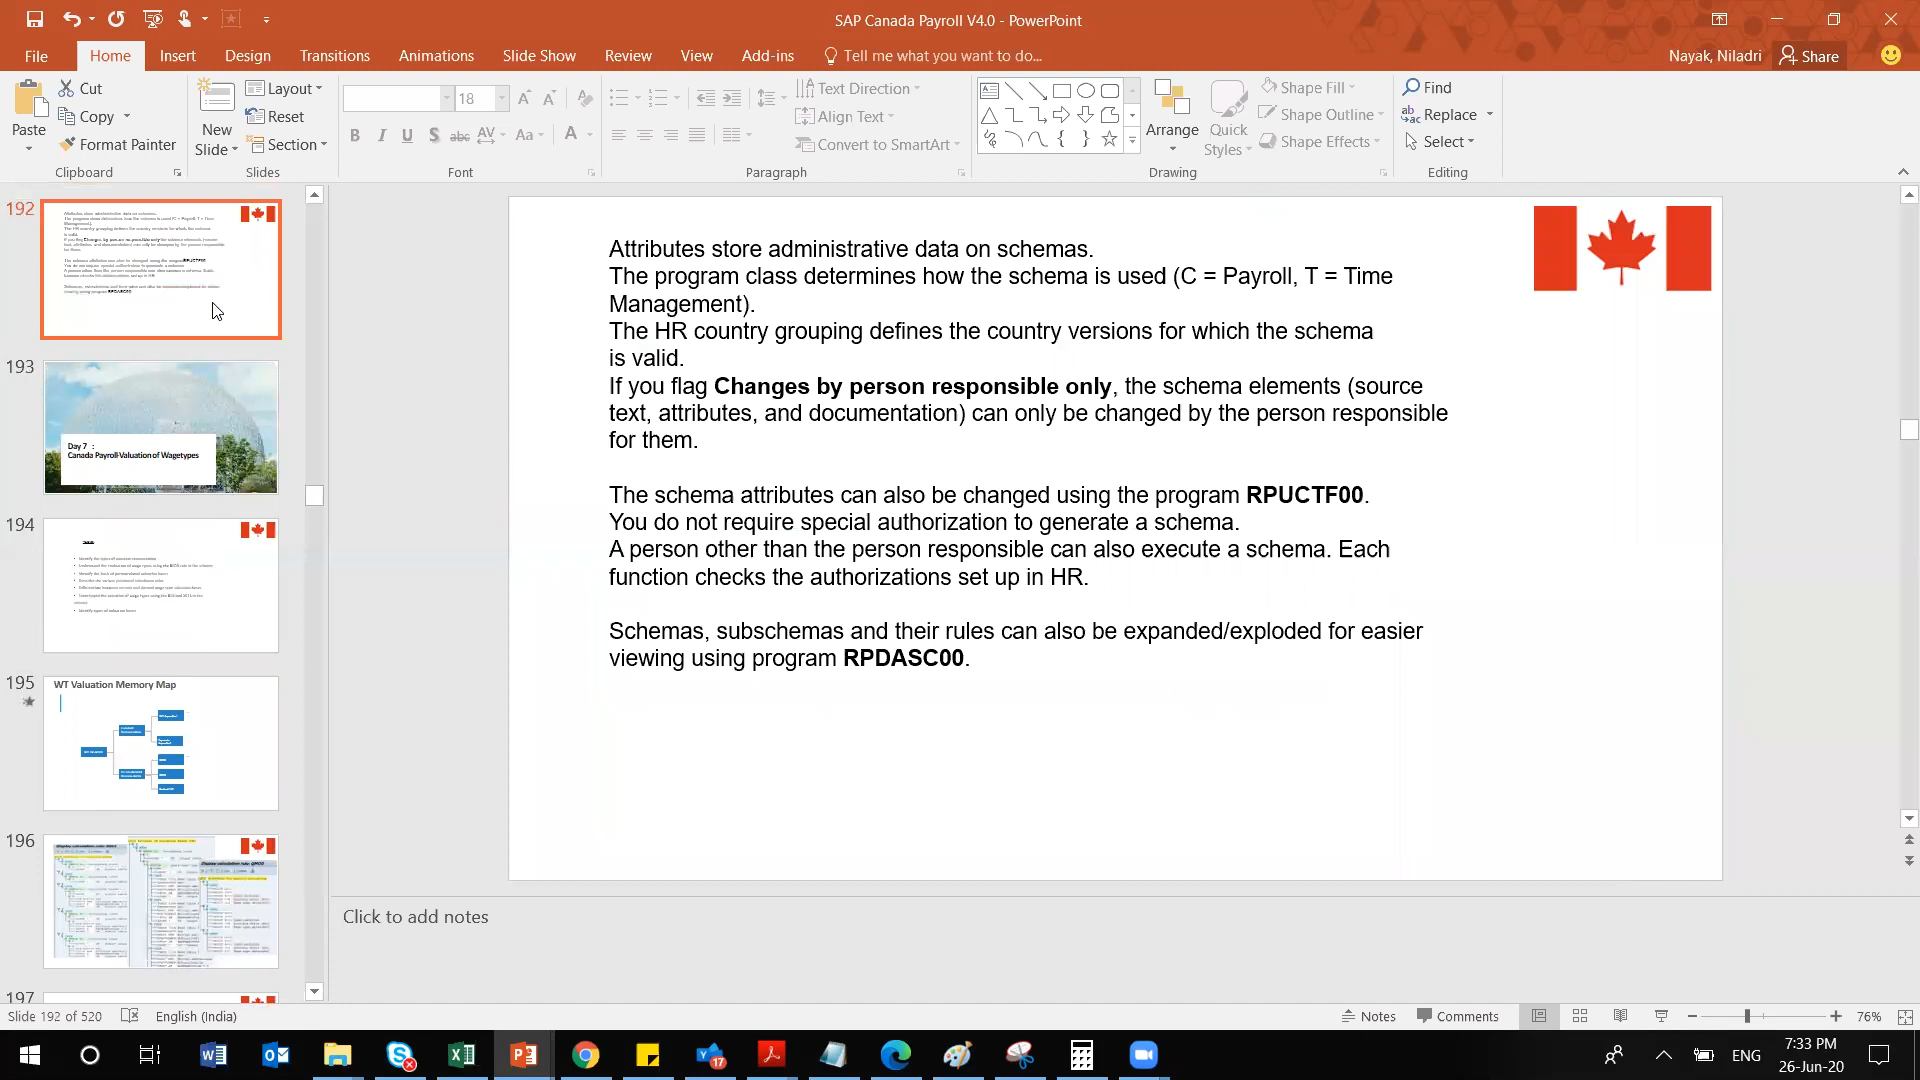 SAP Canada Payroll V4.0 - PowerPoint
File Home Insert Design Transitions Animations Slide Show Review View Add-ins Tell me what you want to do... Nayak, Niladri Share
Paste
Cut
Copy
Format Painter
Clipboard
New
Slide
Layout
Reset
Section
Slides
18
B I U S abc AV Aa A
Font
Text Direction
Align Text
Convert to SmartArt
Paragraph
Arrange
Quick
Styles
Shape Fill
Shape Outline
Shape Effects
Drawing
Find
Replace
Select
Editing
192
193
Day 7 :
Canada Payroll-Valuation of Wagetypes
194
195
WT Valuation Memory Map
196
197
Attributes store administrative data on schemas.
The program class determines how the schema is used (C = Payroll, T = Time
Management).
The HR country grouping defines the country versions for which the schema
is valid.
If you flag Changes by person responsible only, the schema elements (source
text, attributes, and documentation) can only be changed by the person responsible
for them.
The schema attributes can also be changed using the program RPUCTF00.
You do not require special authorization to generate a schema.
A person other than the person responsible can also execute a schema. Each
function checks the authorizations set up in HR.
Schemas, subschemas and their rules can also be expanded/exploded for easier
viewing using program RPDASC00.
Click to add notes
Slide 192 of 520 English (India) Notes Comments 76%
17
ENG
7:33 PM
26-Jun-20